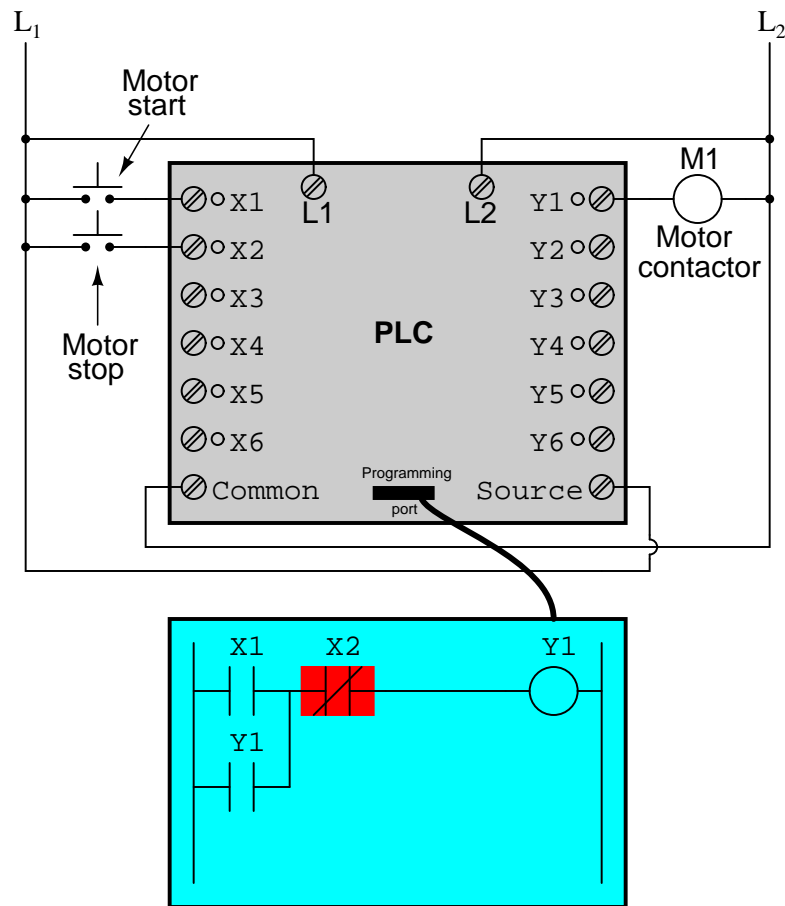 L1 L2
Motor
start
M1
X1 L1 L2 Y1
Motor
contactor
X2 Y2
X3 Y3
Motor
stop
X4 PLC Y4
X5 Y5
X6 Y6
Common Programming
port Source
X1 X2 Y1
Y1